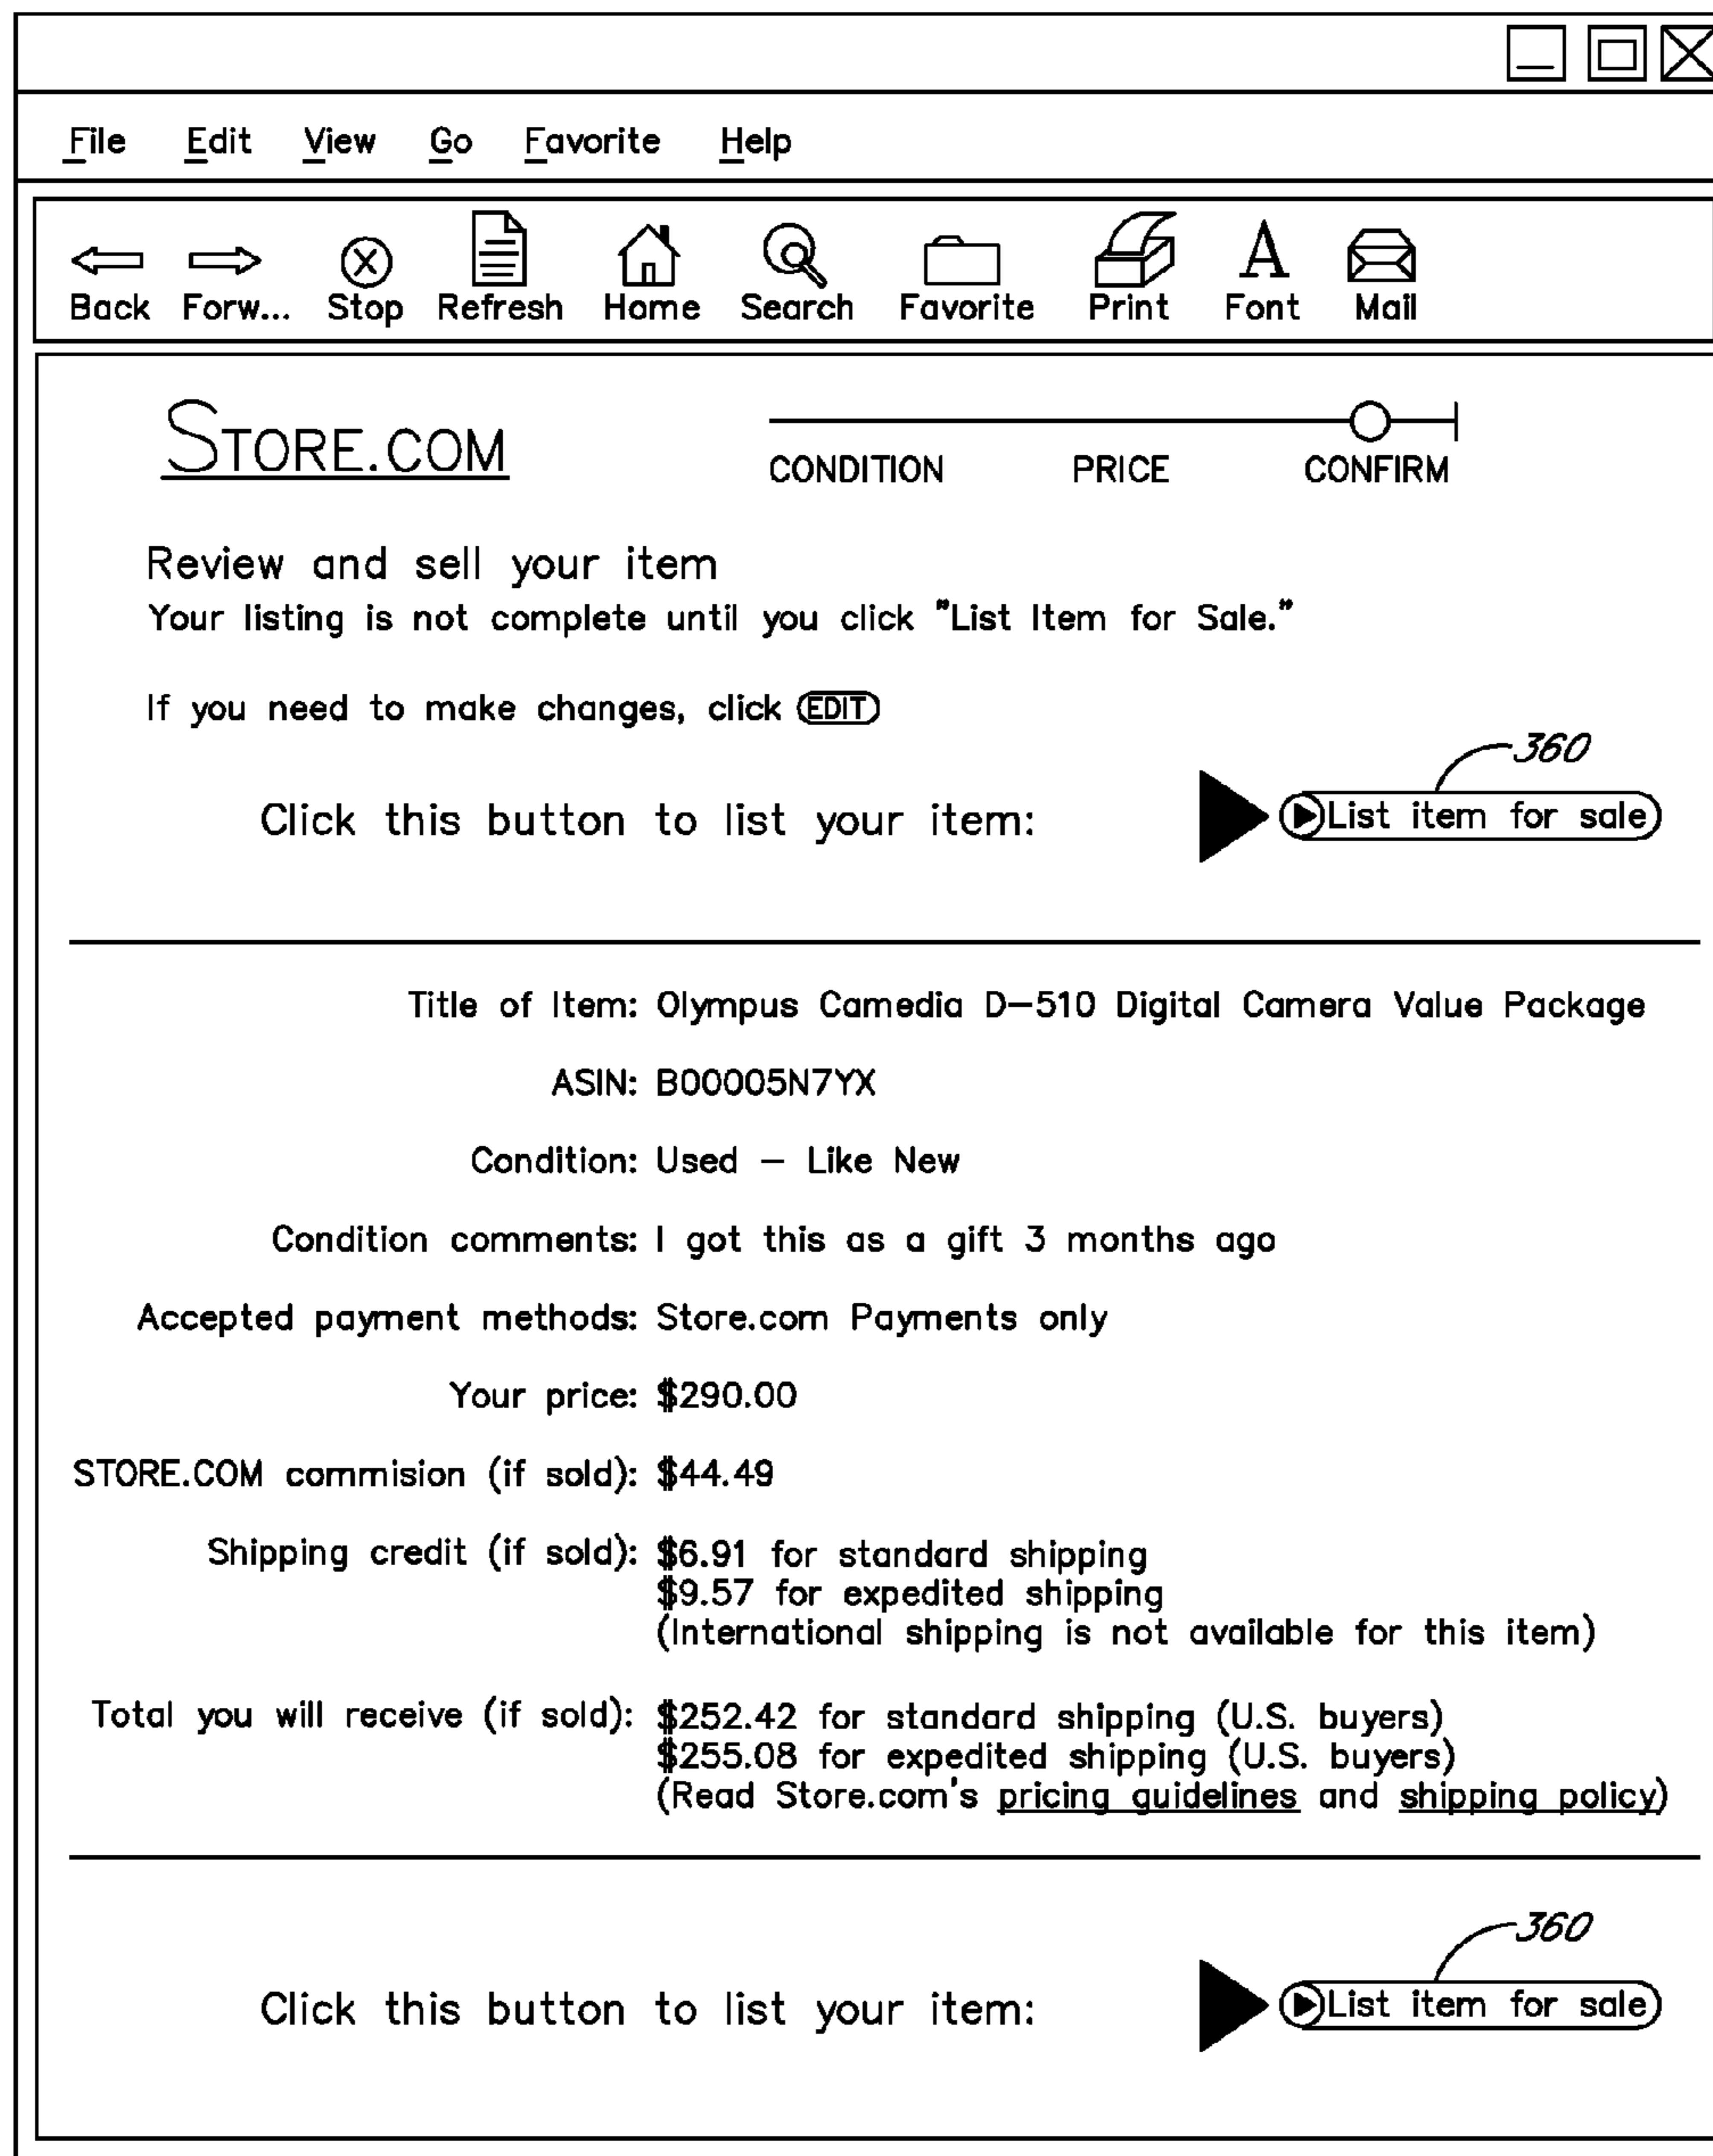 File Edit View Go Favorite Help
Back Forw... Stop Refresh Home Search Favorite Print Font Mail
STORE.COM
CONDITION PRICE CONFIRM
Review and sell your item
Your listing is not complete until you click "List Item for Sale."
If you need to make changes, click EDIT
360
Click this button to list your item: List item for sale
Title of Item: Olympus Camedia D-510 Digital Camera Value Package
ASIN: B00005N7YX
Condition: Used – Like New
Condition comments: I got this as a gift 3 months ago
Accepted payment methods: Store.com Payments only
Your price: $290.00
STORE.COM commision (if sold): $44.49
Shipping credit (if sold): $6.91 for standard shipping
$9.57 for expedited shipping
(International shipping is not available for this item)
Total you will receive (if sold): $252.42 for standard shipping (U.S. buyers)
$255.08 for expedited shipping (U.S. buyers)
(Read Store.com's pricing guidelines and shipping policy)
360
Click this button to list your item: List item for sale